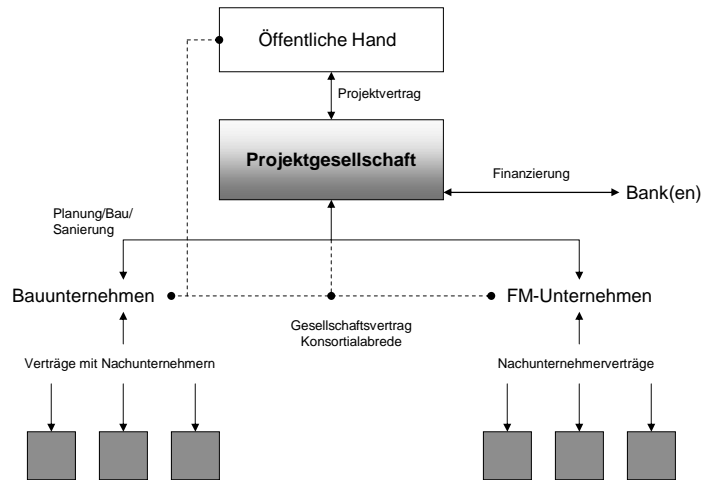 Öffentliche Hand
Projektvertrag
Projektgesellschaft
Finanzierung
Bank(en)
Planung/Bau/
Sanierung
Bauunternehmen
FM-Unternehmen
Gesellschaftsvertrag
Konsortialabrede
Verträge mit Nachunternehmern
Nachunternehmerverträge